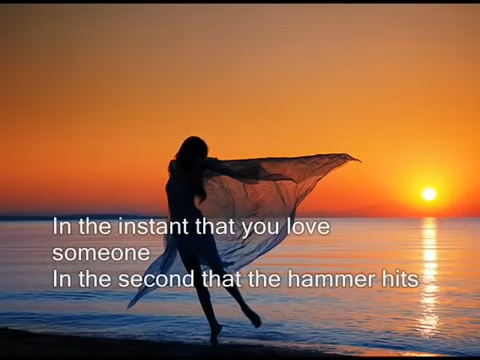 In the instant that you love
someone
In the second that the hammer hits